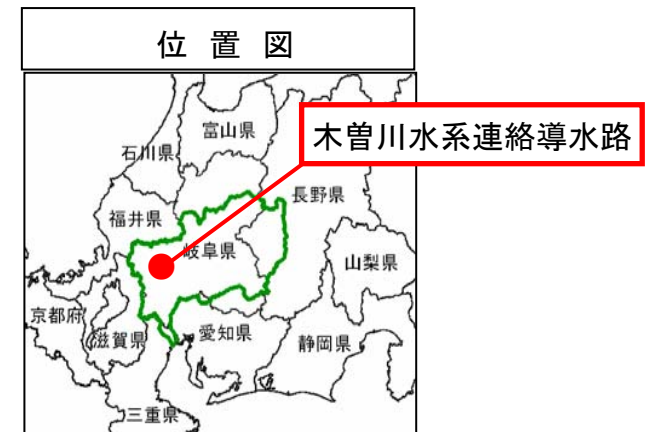 位 置 図
木曽川水系連絡導水路
富山県
石川県
長野県
福井県
岐阜県
山梨県
京都府
滋賀県
愛知県
静岡県
三重県